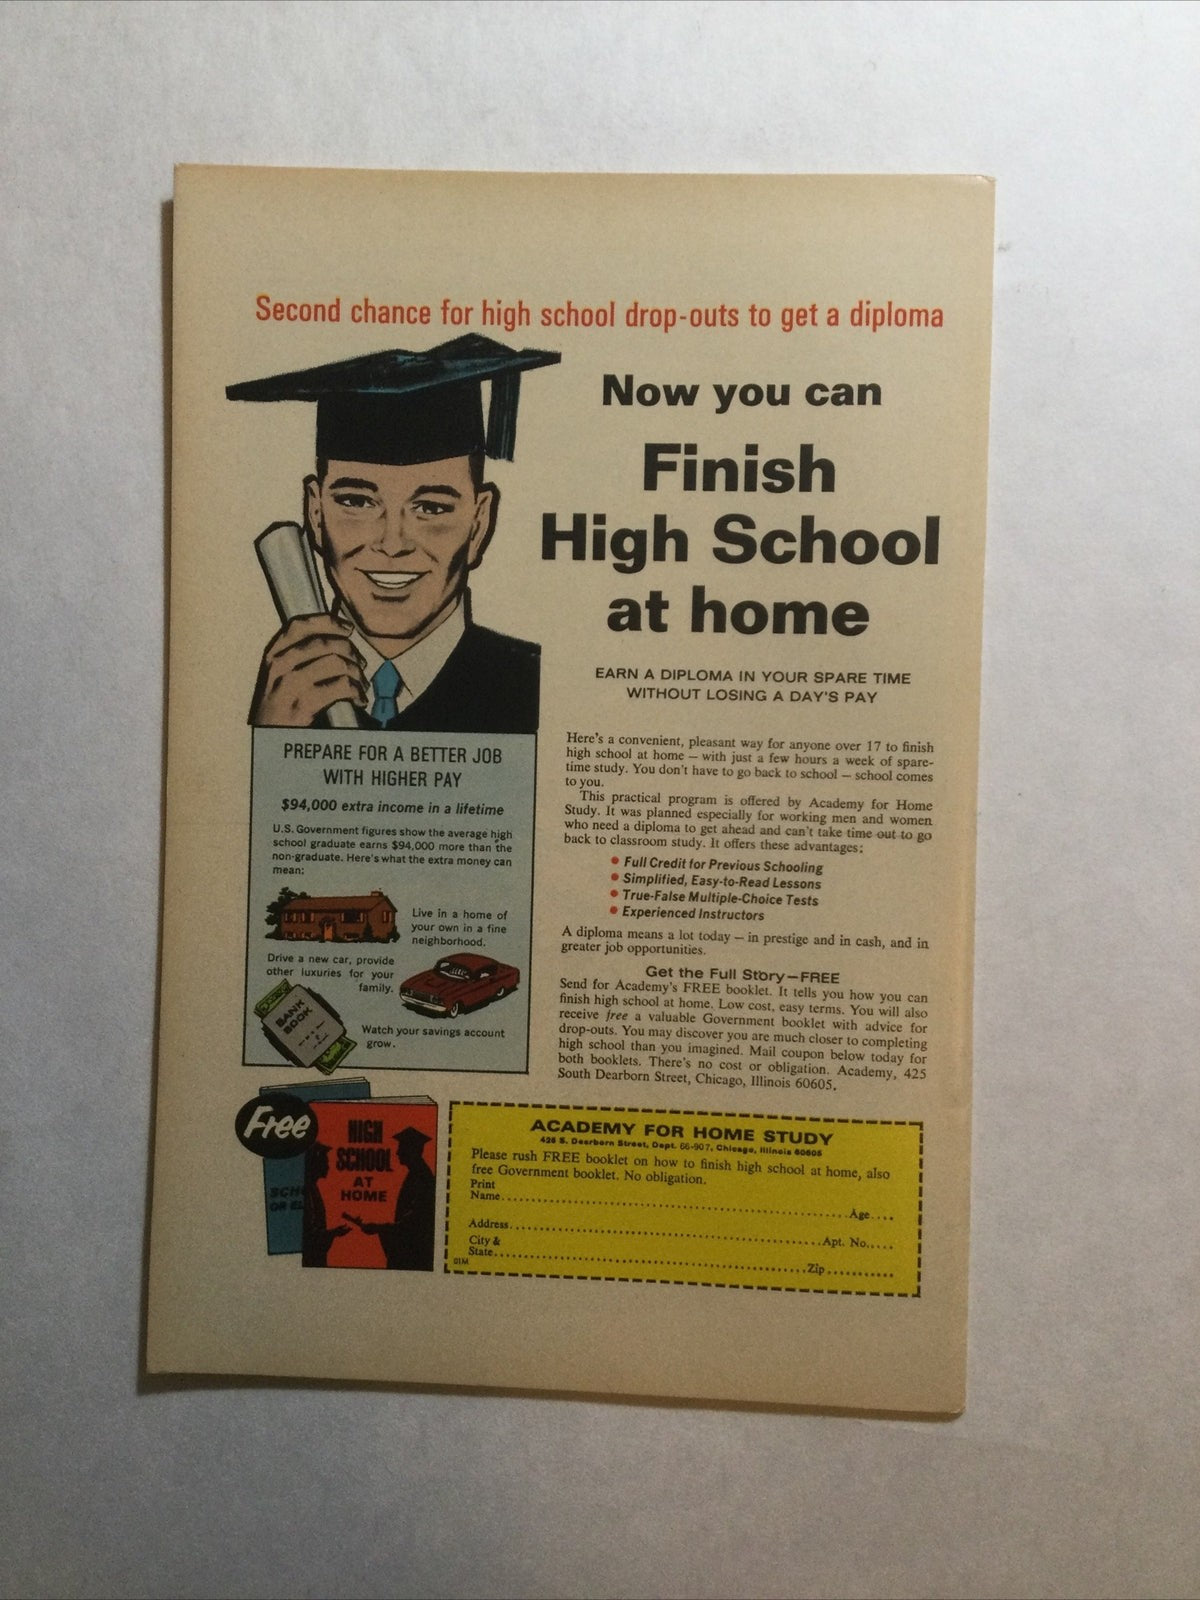 Second chance for high school drop-outs to get a diploma
Now you can
Finish
High School
at home
EARN A DIPLOMA IN YOUR SPARE TIME
WITHOUT LOSING A DAY'S PAY
PREPARE FOR A BETTER JOB
WITH HIGHER PAY
$94,000 extra income in a lifetime
U.S. Government figures show the average high
school graduate earns $94,000 more than the
non-graduate. Here's what the extra money can
mean:
Live in a home of
your own in a fine
neighborhood.
Drive a new car, provide
other luxuries for your
family.
BANK
BOOK
Watch your savings account
grow.
Here's a convenient, pleasant way for anyone over 17 to finish
high school at home — with just a few hours a week of spare-
time study. You don't have to go back to school — school comes
to you.
This practical program is offered by Academy for Home
Study. It was planned especially for working men and women
who need a diploma to get ahead and can't take time out to go
back to classroom study. It offers these advantages:
• Full Credit for Previous Schooling
• Simplified, Easy-to-Read Lessons
• True-False Multiple-Choice Tests
• Experienced Instructors
A diploma means a lot today — in prestige and in cash, and in
greater job opportunities.
Get the Full Story—FREE
Send for Academy's FREE booklet. It tells you how you can
finish high school at home. Low cost, easy terms. You will also
receive free a valuable Government booklet with advice for
drop-outs. You may discover you are much closer to completing
high school than you imagined. Mail coupon below today for
both booklets. There's no cost or obligation. Academy, 425
South Dearborn Street, Chicago, Illinois 60605.
Free
HIGH
SCHOOL
AT
HOME
SCH
OR EL
ACADEMY FOR HOME STUDY
425 S. Dearborn Street, Dept. 66-907, Chicago, Illinois 60605
Please rush FREE booklet on how to finish high school at home, also
free Government booklet. No obligation.
Print
Name.....Age....
Address.....Apt. No.....
City &
State.....Zip..........
01M